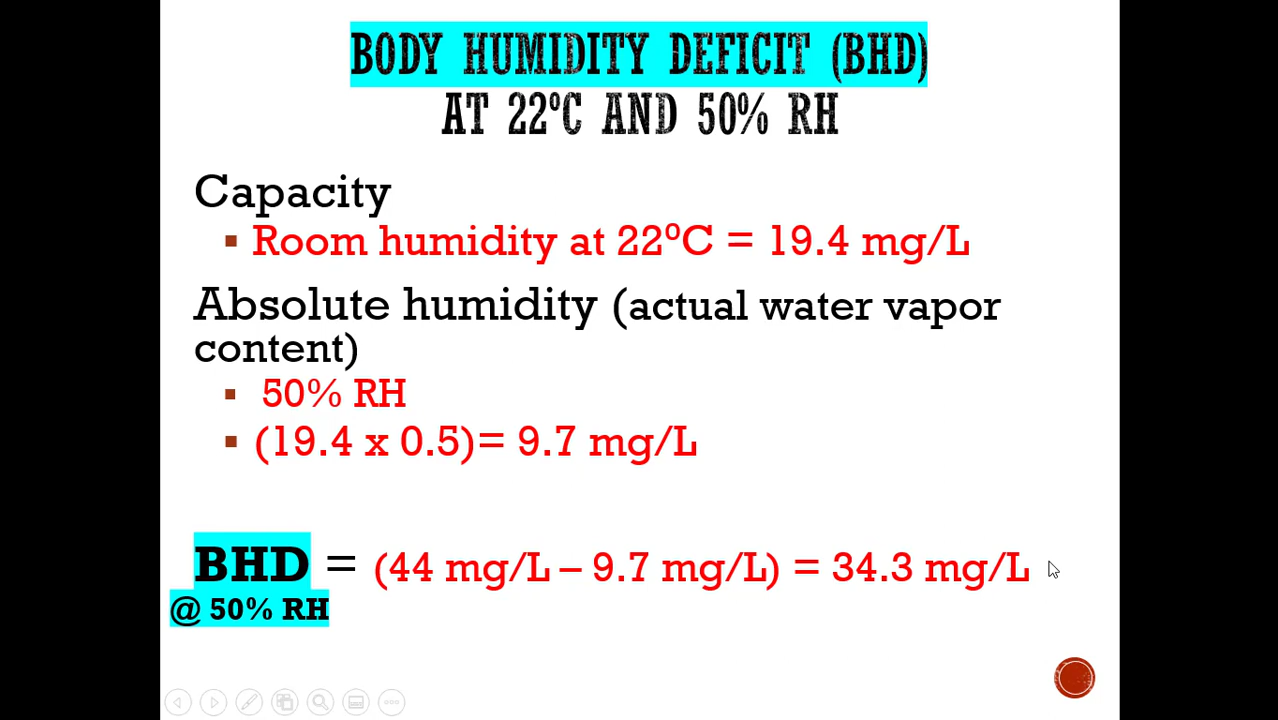 BODY HUMIDITY DEFICIT (BHD)
AT 22ºC AND 50% RH
Capacity
▪ Room humidity at 22ºC = 19.4 mg/L
Absolute humidity (actual water vapor
content)
▪ 50% RH
▪ (19.4 x 0.5)= 9.7 mg/L
BHD = (44 mg/L – 9.7 mg/L) = 34.3 mg/L
@ 50% RH